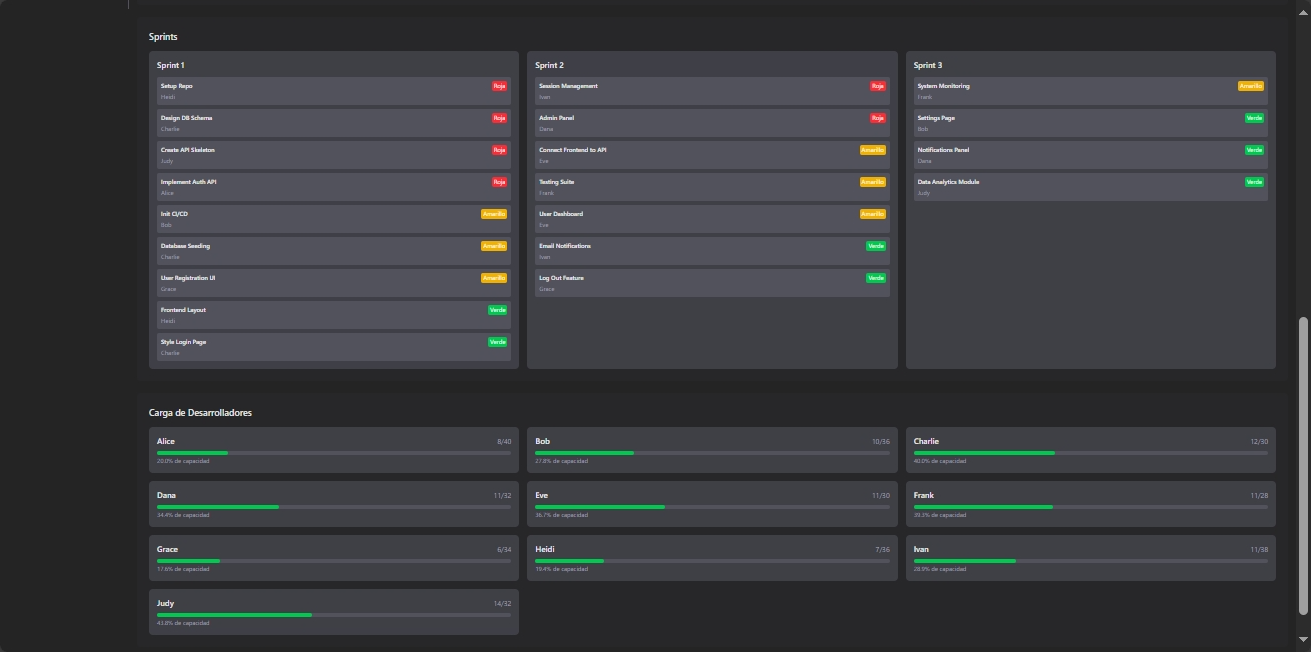 Sprints
Sprint 1
Setup Repo
Roja
Heidi
Design DB Schema
Roja
Charlie
Create API Skeleton
Roja
Judy
Implement Auth API
Roja
Alice
Init CI/CD
Amarillo
Bob
Database Seeding
Amarillo
Charlie
User Registration UI
Amarillo
Grace
Frontend Layout
Verde
Heidi
Style Login Page
Verde
Charlie
Sprint 2
Session Management
Roja
Ivan
Admin Panel
Roja
Dana
Connect Frontend to API
Amarillo
Eve
Testing Suite
Amarillo
Frank
User Dashboard
Amarillo
Eve
Email Notifications
Verde
Ivan
Log Out Feature
Verde
Grace
Sprint 3
System Monitoring
Amarillo
Frank
Settings Page
Verde
Bob
Notifications Panel
Verde
Dana
Data Analytics Module
Verde
Judy
Carga de Desarrolladores
Alice
8/40
20.0% de capacidad
Bob
10/36
27.8% de capacidad
Charlie
12/30
40.0% de capacidad
Dana
11/32
34.4% de capacidad
Eve
11/30
36.7% de capacidad
Frank
11/28
39.3% de capacidad
Grace
6/34
17.6% de capacidad
Heidi
7/36
19.4% de capacidad
Ivan
11/38
28.9% de capacidad
Judy
14/32
43.8% de capacidad